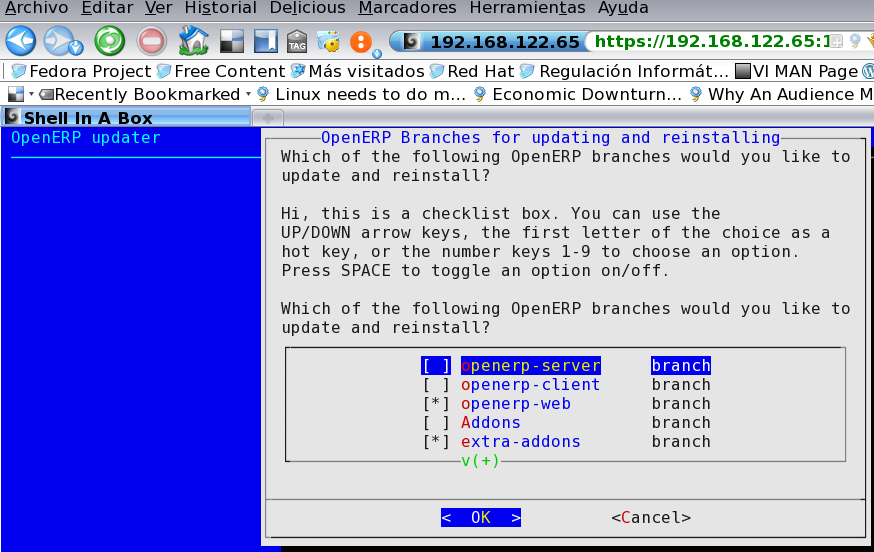 Archivo Editar Ver Historial Delicious Marcadores Herramientas Ayuda
TAG 192.168.122.65 https://192.168.122.65:1
Fedora Project Free Content Más visitados Red Hat Regulación Informát... VI MAN Page
Recently Bookmarked Linux needs to do m... Economic Downturn... Why An Audience M
Shell In A Box
OpenERP updater
OpenERP Branches for updating and reinstalling
Which of the following OpenERP branches would you like to
update and reinstall?
Hi, this is a checklist box. You can use the
UP/DOWN arrow keys, the first letter of the choice as a
hot key, or the number keys 1-9 to choose an option.
Press SPACE to toggle an option on/off.
Which of the following OpenERP branches would you like to
update and reinstall?
[ ] openerp-server branch
[ ] openerp-client branch
[*] openerp-web branch
[ ] Addons branch
[*] extra-addons branch
v(+)
< OK > <Cancel>